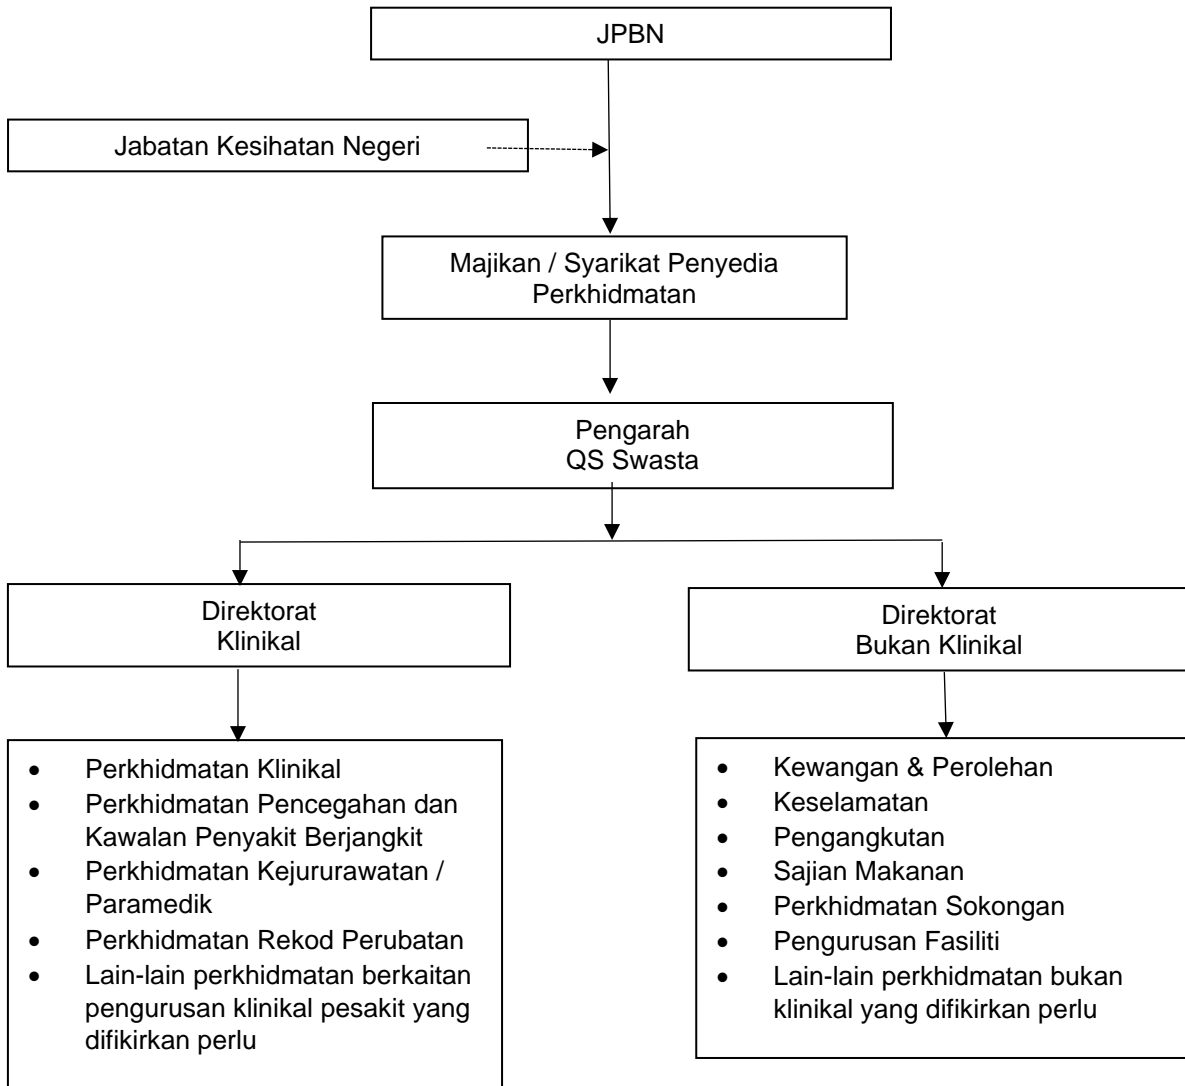 JPBN
Jabatan Kesihatan Negeri
Majikan / Syarikat Penyedia
Perkhidmatan
Pengarah
QS Swasta
Direktorat
Klinikal
Direktorat
Bukan Klinikal
• Perkhidmatan Klinikal
• Perkhidmatan Pencegahan dan
Kawalan Penyakit Berjangkit
• Perkhidmatan Kejururawatan /
Paramedik
• Perkhidmatan Rekod Perubatan
• Lain-lain perkhidmatan berkaitan
pengurusan klinikal pesakit yang
difikirkan perlu
• Kewangan & Perolehan
• Keselamatan
• Pengangkutan
• Sajian Makanan
• Perkhidmatan Sokongan
• Pengurusan Fasiliti
• Lain-lain perkhidmatan bukan
klinikal yang difikirkan perlu